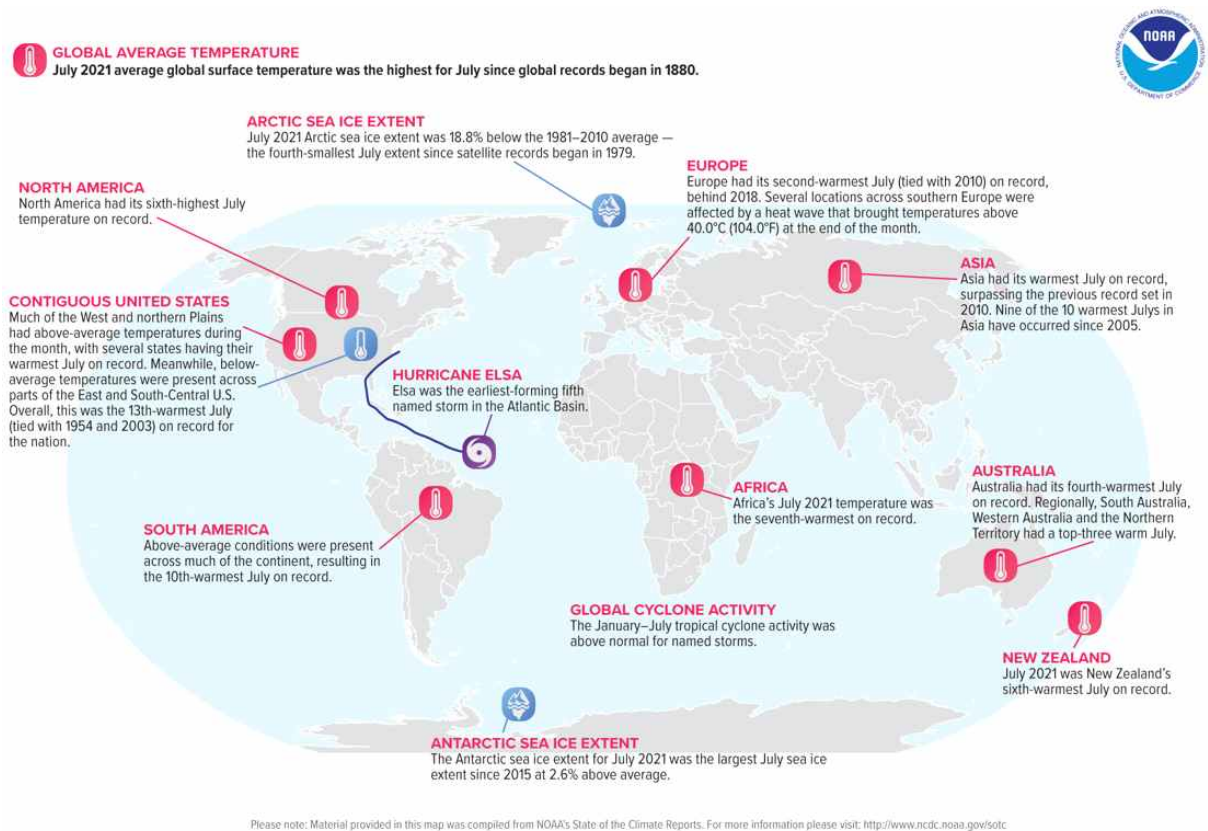 GLOBAL AVERAGE TEMPERATURE
July 2021 average global surface temperature was the highest for July since global records began in 1880.
NATIONAL OCEANIC AND ATMOSPHERIC ADMINISTRATION
NOAA
U.S. DEPARTMENT OF COMMERCE
ARCTIC SEA ICE EXTENT
July 2021 Arctic sea ice extent was 18.8% below the 1981–2010 average —
the fourth-smallest July extent since satellite records began in 1979.
EUROPE
Europe had its second-warmest July (tied with 2010) on record,
behind 2018. Several locations across southern Europe were
affected by a heat wave that brought temperatures above
40.0°C (104.0°F) at the end of the month.
NORTH AMERICA
North America had its sixth-highest July
temperature on record.
ASIA
Asia had its warmest July on record,
surpassing the previous record set in
2010. Nine of the 10 warmest Julys in
Asia have occurred since 2005.
CONTIGUOUS UNITED STATES
Much of the West and northern Plains
had above-average temperatures during
the month, with several states having their
warmest July on record. Meanwhile, below-
average temperatures were present across
parts of the East and South-Central U.S.
Overall, this was the 13th-warmest July
(tied with 1954 and 2003) on record for
the nation.
HURRICANE ELSA
Elsa was the earliest-forming fifth
named storm in the Atlantic Basin.
AUSTRALIA
Australia had its fourth-warmest July
on record. Regionally, South Australia,
Western Australia and the Northern
Territory had a top-three warm July.
AFRICA
Africa's July 2021 temperature was
the seventh-warmest on record.
SOUTH AMERICA
Above-average conditions were present
across much of the continent, resulting in
the 10th-warmest July on record.
GLOBAL CYCLONE ACTIVITY
The January–July tropical cyclone activity was
above normal for named storms.
NEW ZEALAND
July 2021 was New Zealand's
sixth-warmest July on record.
ANTARCTIC SEA ICE EXTENT
The Antarctic sea ice extent for July 2021 was the largest July sea ice
extent since 2015 at 2.6% above average.
Please note: Material provided in this map was compiled from NOAA's State of the Climate Reports. For more information please visit: http://www.ncdc.noaa.gov/sotc